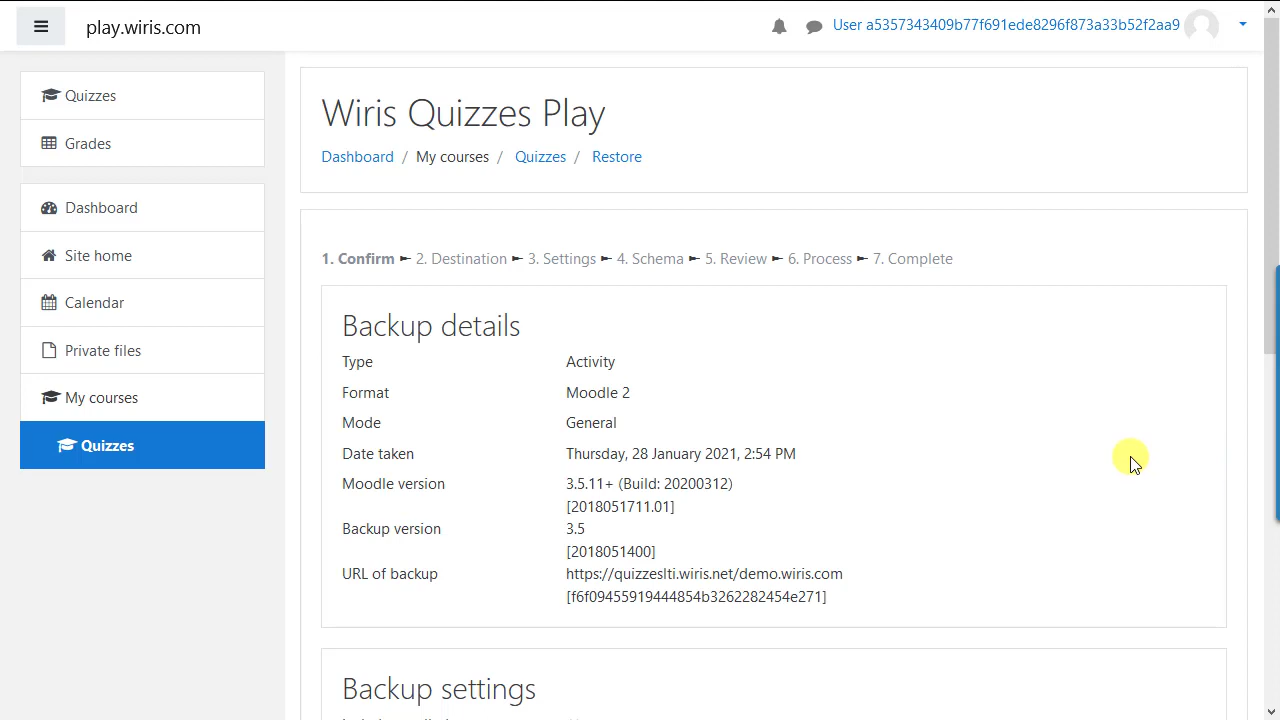 play.wiris.com
User a5357343409b77f691ede8296f873a33b52f2aa9
Quizzes
Grades
Dashboard
Site home
Calendar
Private files
My courses
Quizzes
Wiris Quizzes Play
Dashboard / My courses / Quizzes / Restore
1. Confirm ► 2. Destination ► 3. Settings ► 4. Schema ► 5. Review ► 6. Process ► 7. Complete
Backup details
Type Activity
Format Moodle 2
Mode General
Date taken Thursday, 28 January 2021, 2:54 PM
Moodle version 3.5.11+ (Build: 20200312)
[2018051711.01]
Backup version 3.5
[2018051400]
URL of backup https://quizzeslti.wiris.net/demo.wiris.com
[f6f09455919444854b3262282454e271]
Backup settings